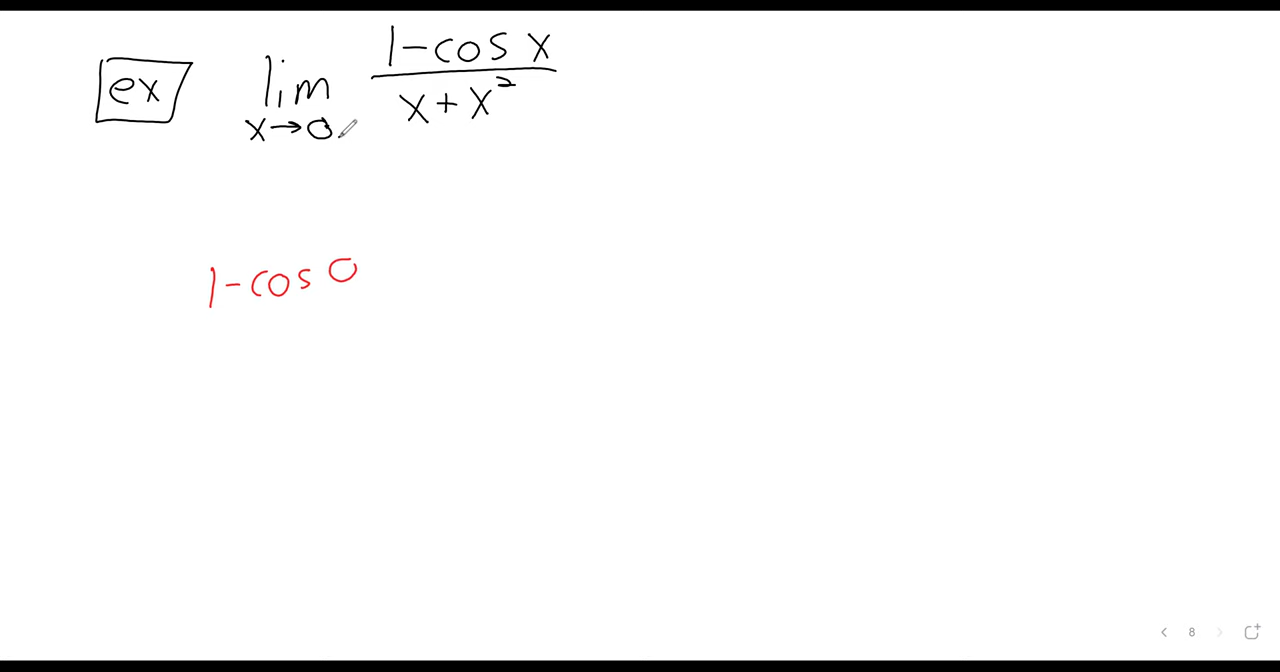 ex lim x→0 (1-cos x)/(x+x²)
1-cos 0
8